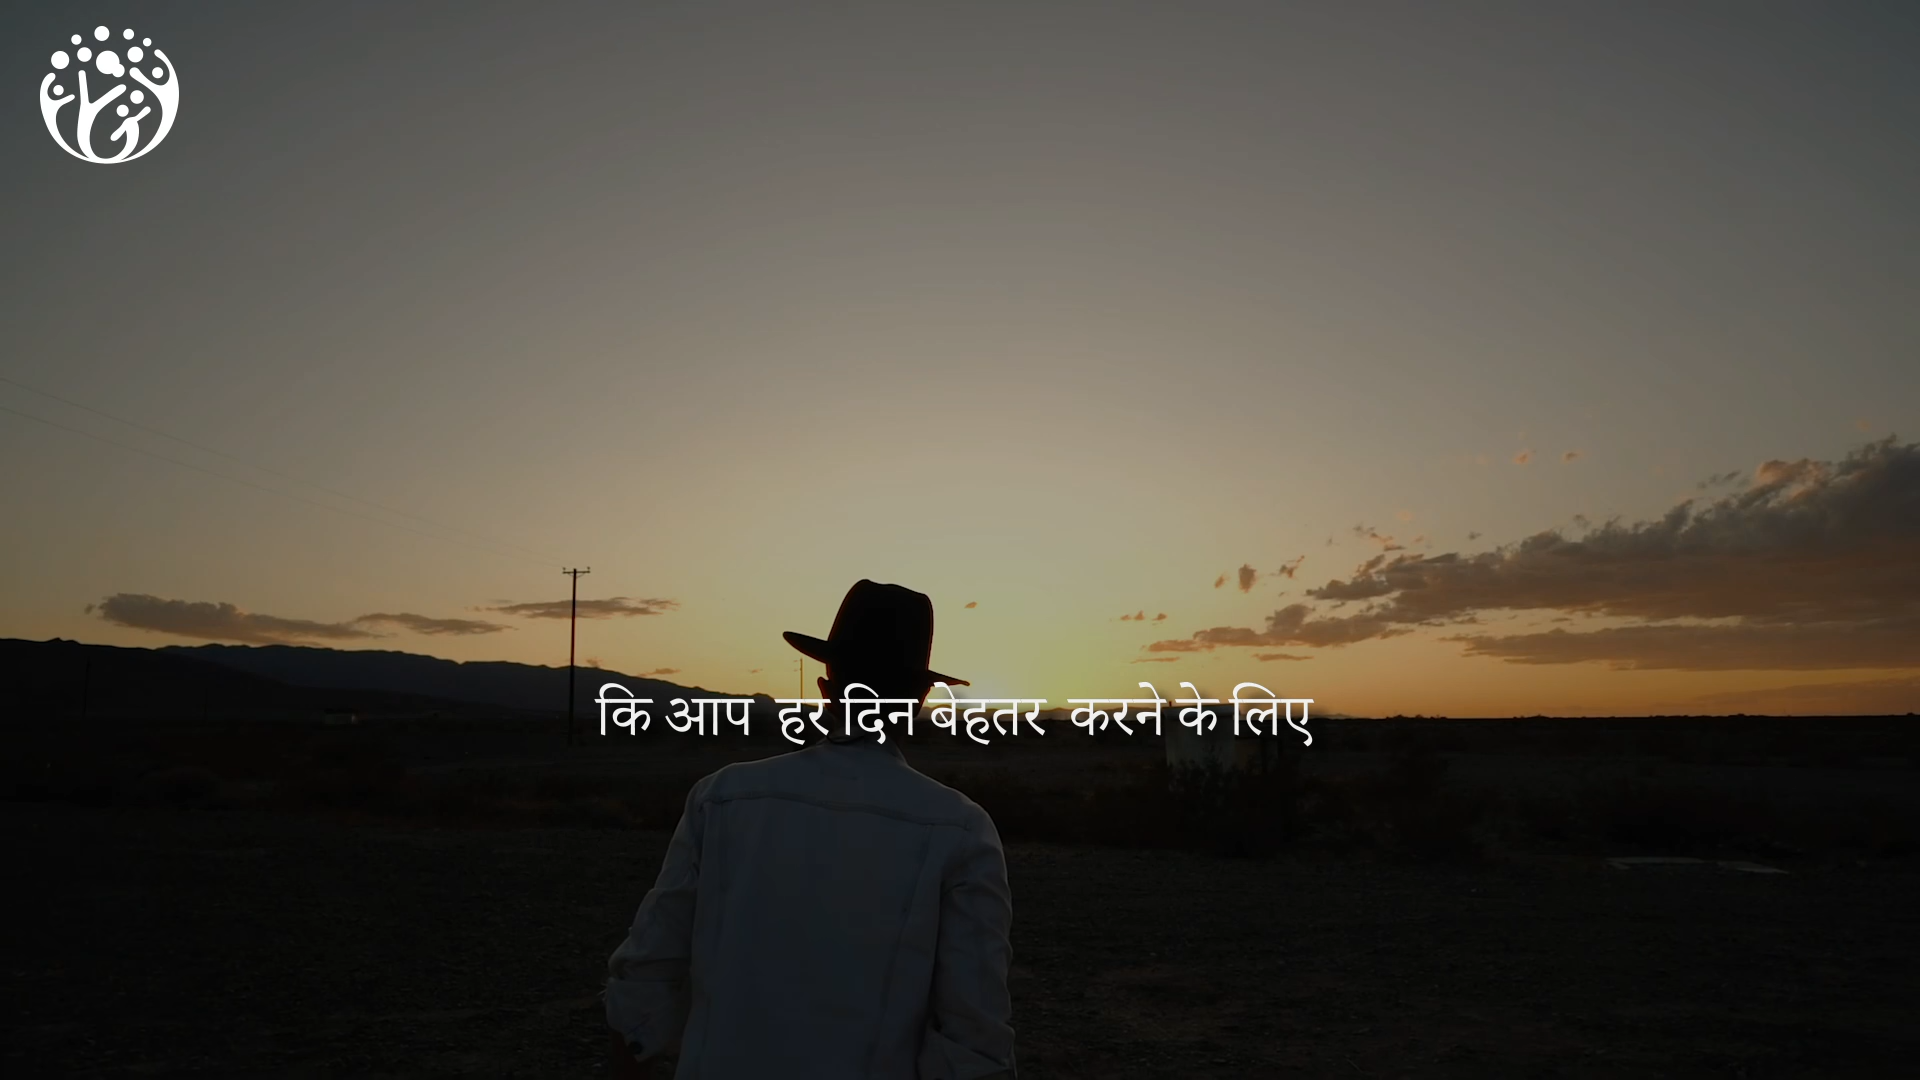 कि आप हर दिन बेहतर करने के लिए